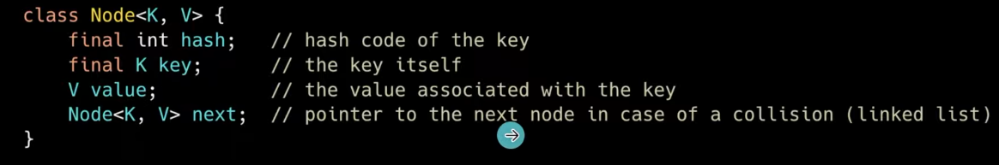 class Node<K, V> {
    final int hash;   // hash code of the key
    final K key;      // the key itself
    V value;          // the value associated with the key
    Node<K, V> next;  // pointer to the next node in case of a collision (linked list)
}